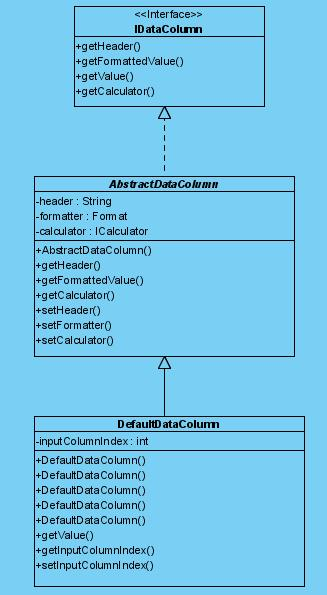 <<Interface>>
IDataColumn
+getHeader()
+getFormattedValue()
+getValue()
+getCalculator()
AbstractDataColumn
-header : String
-formatter : Format
-calculator : ICalculator
+AbstractDataColumn()
+getHeader()
+getFormattedValue()
+getCalculator()
+setHeader()
+setFormatter()
+setCalculator()
DefaultDataColumn
-inputColumnIndex : int
+DefaultDataColumn()
+DefaultDataColumn()
+DefaultDataColumn()
+DefaultDataColumn()
+DefaultDataColumn()
+getValue()
+getInputColumnIndex()
+setInputColumnIndex()